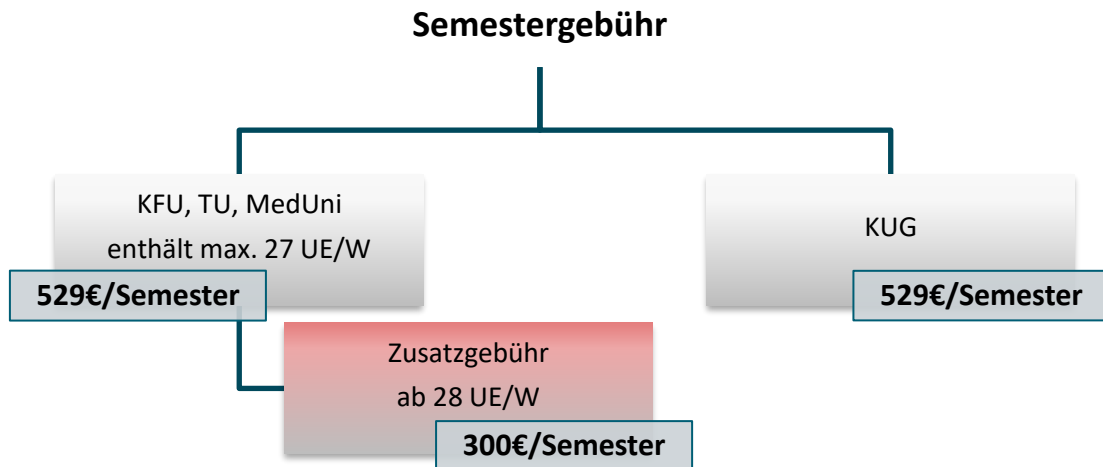 Semestergebühr
KFU, TU, MedUni
enthält max. 27 UE/W
529€/Semester
KUG
529€/Semester
Zusatzgebühr
ab 28 UE/W
300€/Semester